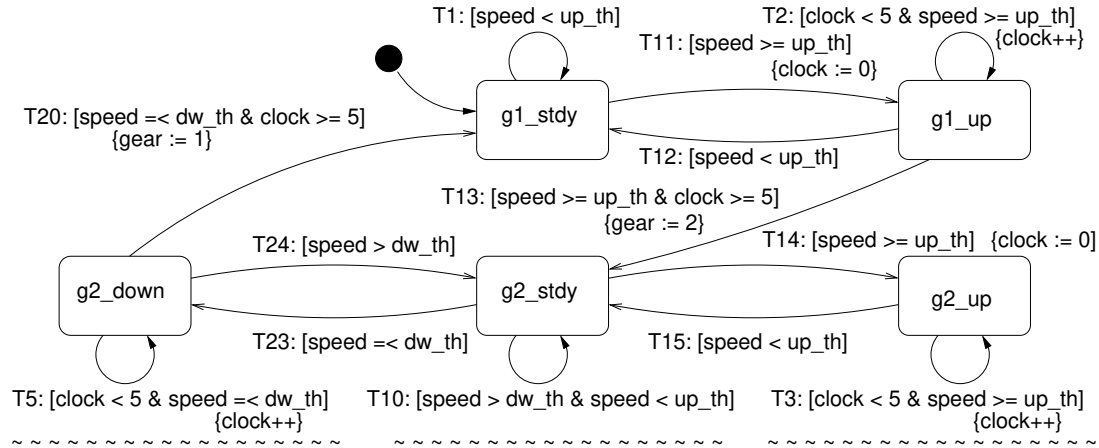 T1: [speed < up_th]
T2: [clock < 5 & speed >= up_th]
{clock++}
T11: [speed >= up_th]
{clock := 0}
g1_stdy
g1_up
T20: [speed =< dw_th & clock >= 5]
{gear := 1}
T12: [speed < up_th]
T13: [speed >= up_th & clock >= 5]
{gear := 2}
T24: [speed > dw_th]
T14: [speed >= up_th] {clock := 0}
g2_down
g2_stdy
g2_up
T23: [speed =< dw_th]
T15: [speed < up_th]
T5: [clock < 5 & speed =< dw_th]
{clock++}
T10: [speed > dw_th & speed < up_th]
T3: [clock < 5 & speed >= up_th]
{clock++}